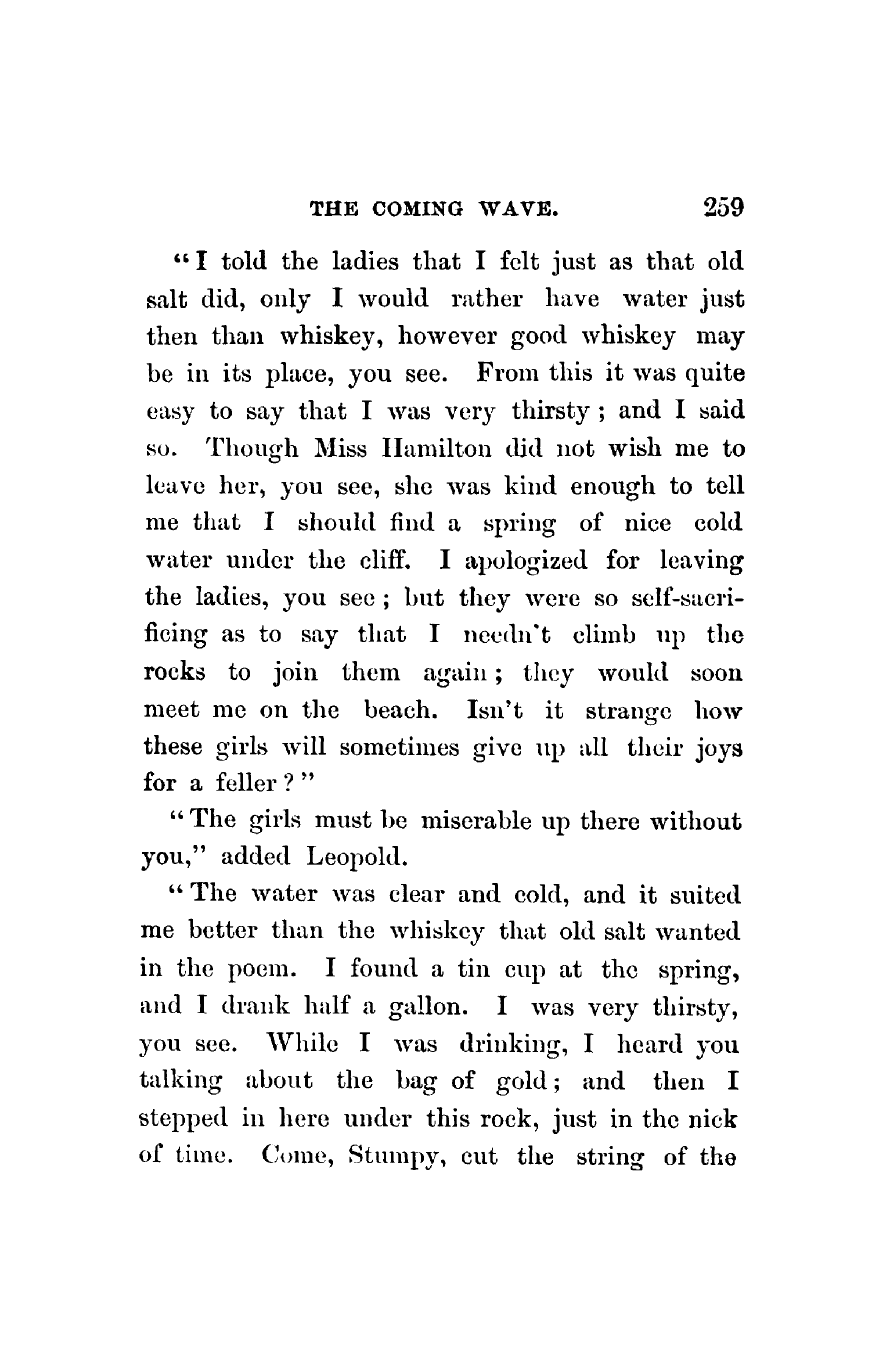 THE COMING WAVE. 259
“I told the ladies that I felt just as that old
salt did, only I would rather have water just
then than whiskey, however good whiskey may
be in its place, you see. From this it was quite
easy to say that I was very thirsty ; and I said
so. Though Miss Hamilton did not wish me to
leave her, you see, she was kind enough to tell
me that I should find a spring of nice cold
water under the cliff. I apologized for leaving
the ladies, you see ; but they were so self-sacri-
ficing as to say that I needn't climb up the
rocks to join them again ; they would soon
meet me on the beach. Isn't it strange how
these girls will sometimes give up all their joys
for a feller ? ”
“ The girls must be miserable up there without
you,” added Leopold.
“ The water was clear and cold, and it suited
me better than the whiskey that old salt wanted
in the poem. I found a tin cup at the spring,
and I drank half a gallon. I was very thirsty,
you see. While I was drinking, I heard you
talking about the bag of gold ; and then I
stepped in here under this rock, just in the nick
of time. Come, Stumpy, cut the string of the